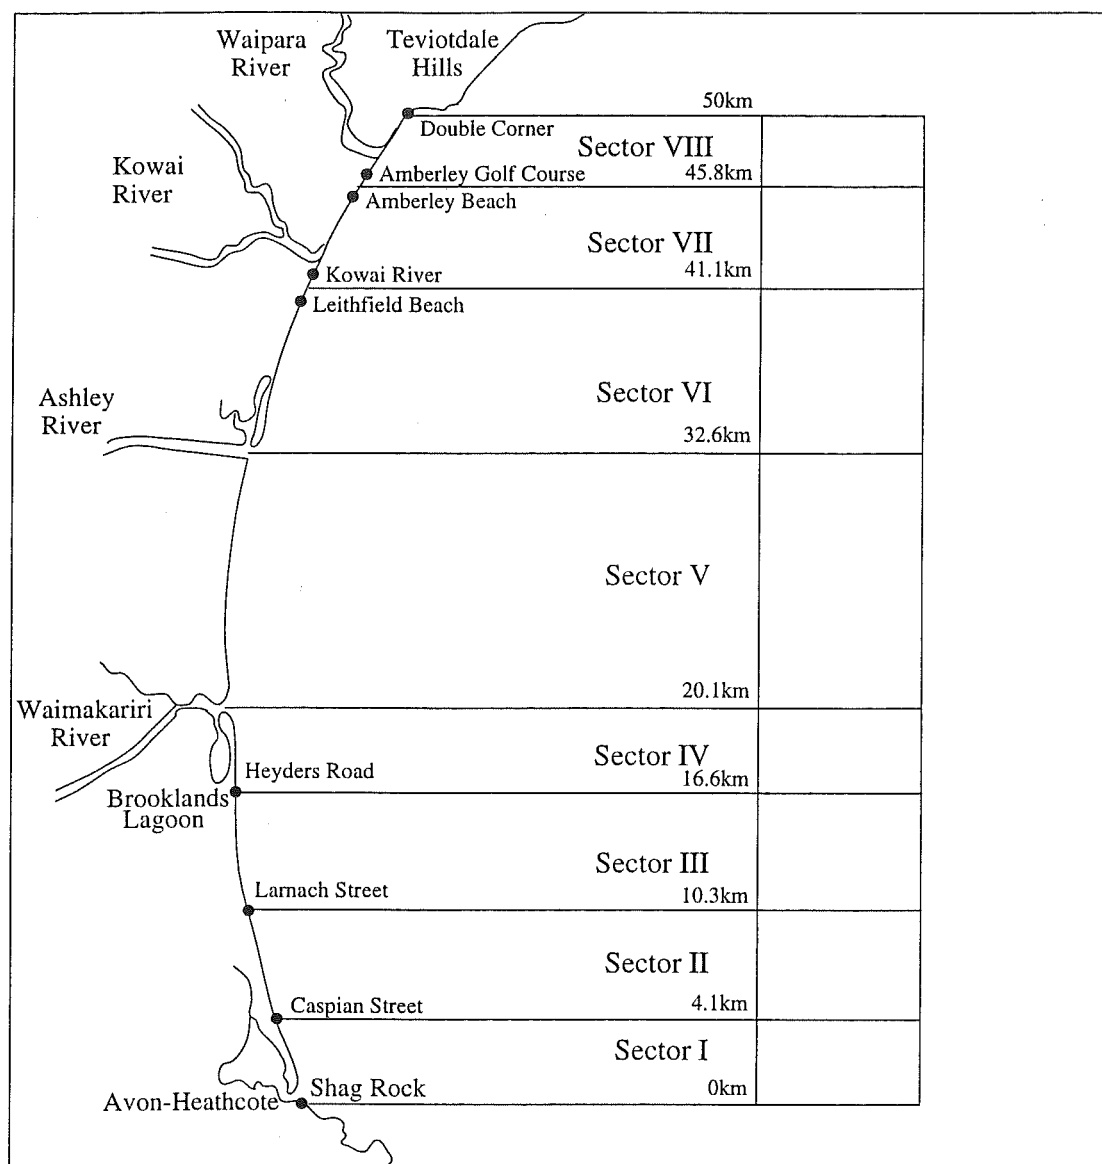 Waipara
River
Teviotdale
Hills
50km
Double Corner
Sector VIII
Kowai
River
Amberley Golf Course
45.8km
Amberley Beach
Sector VII
Kowai River
41.1km
Leithfield Beach
Ashley
River
Sector VI
32.6km
Sector V
20.1km
Waimakariri
River
Sector IV
Heyders Road
16.6km
Brooklands
Lagoon
Sector III
Larnach Street
10.3km
Sector II
Caspian Street
4.1km
Sector I
Shag Rock
0km
Avon-Heathcote